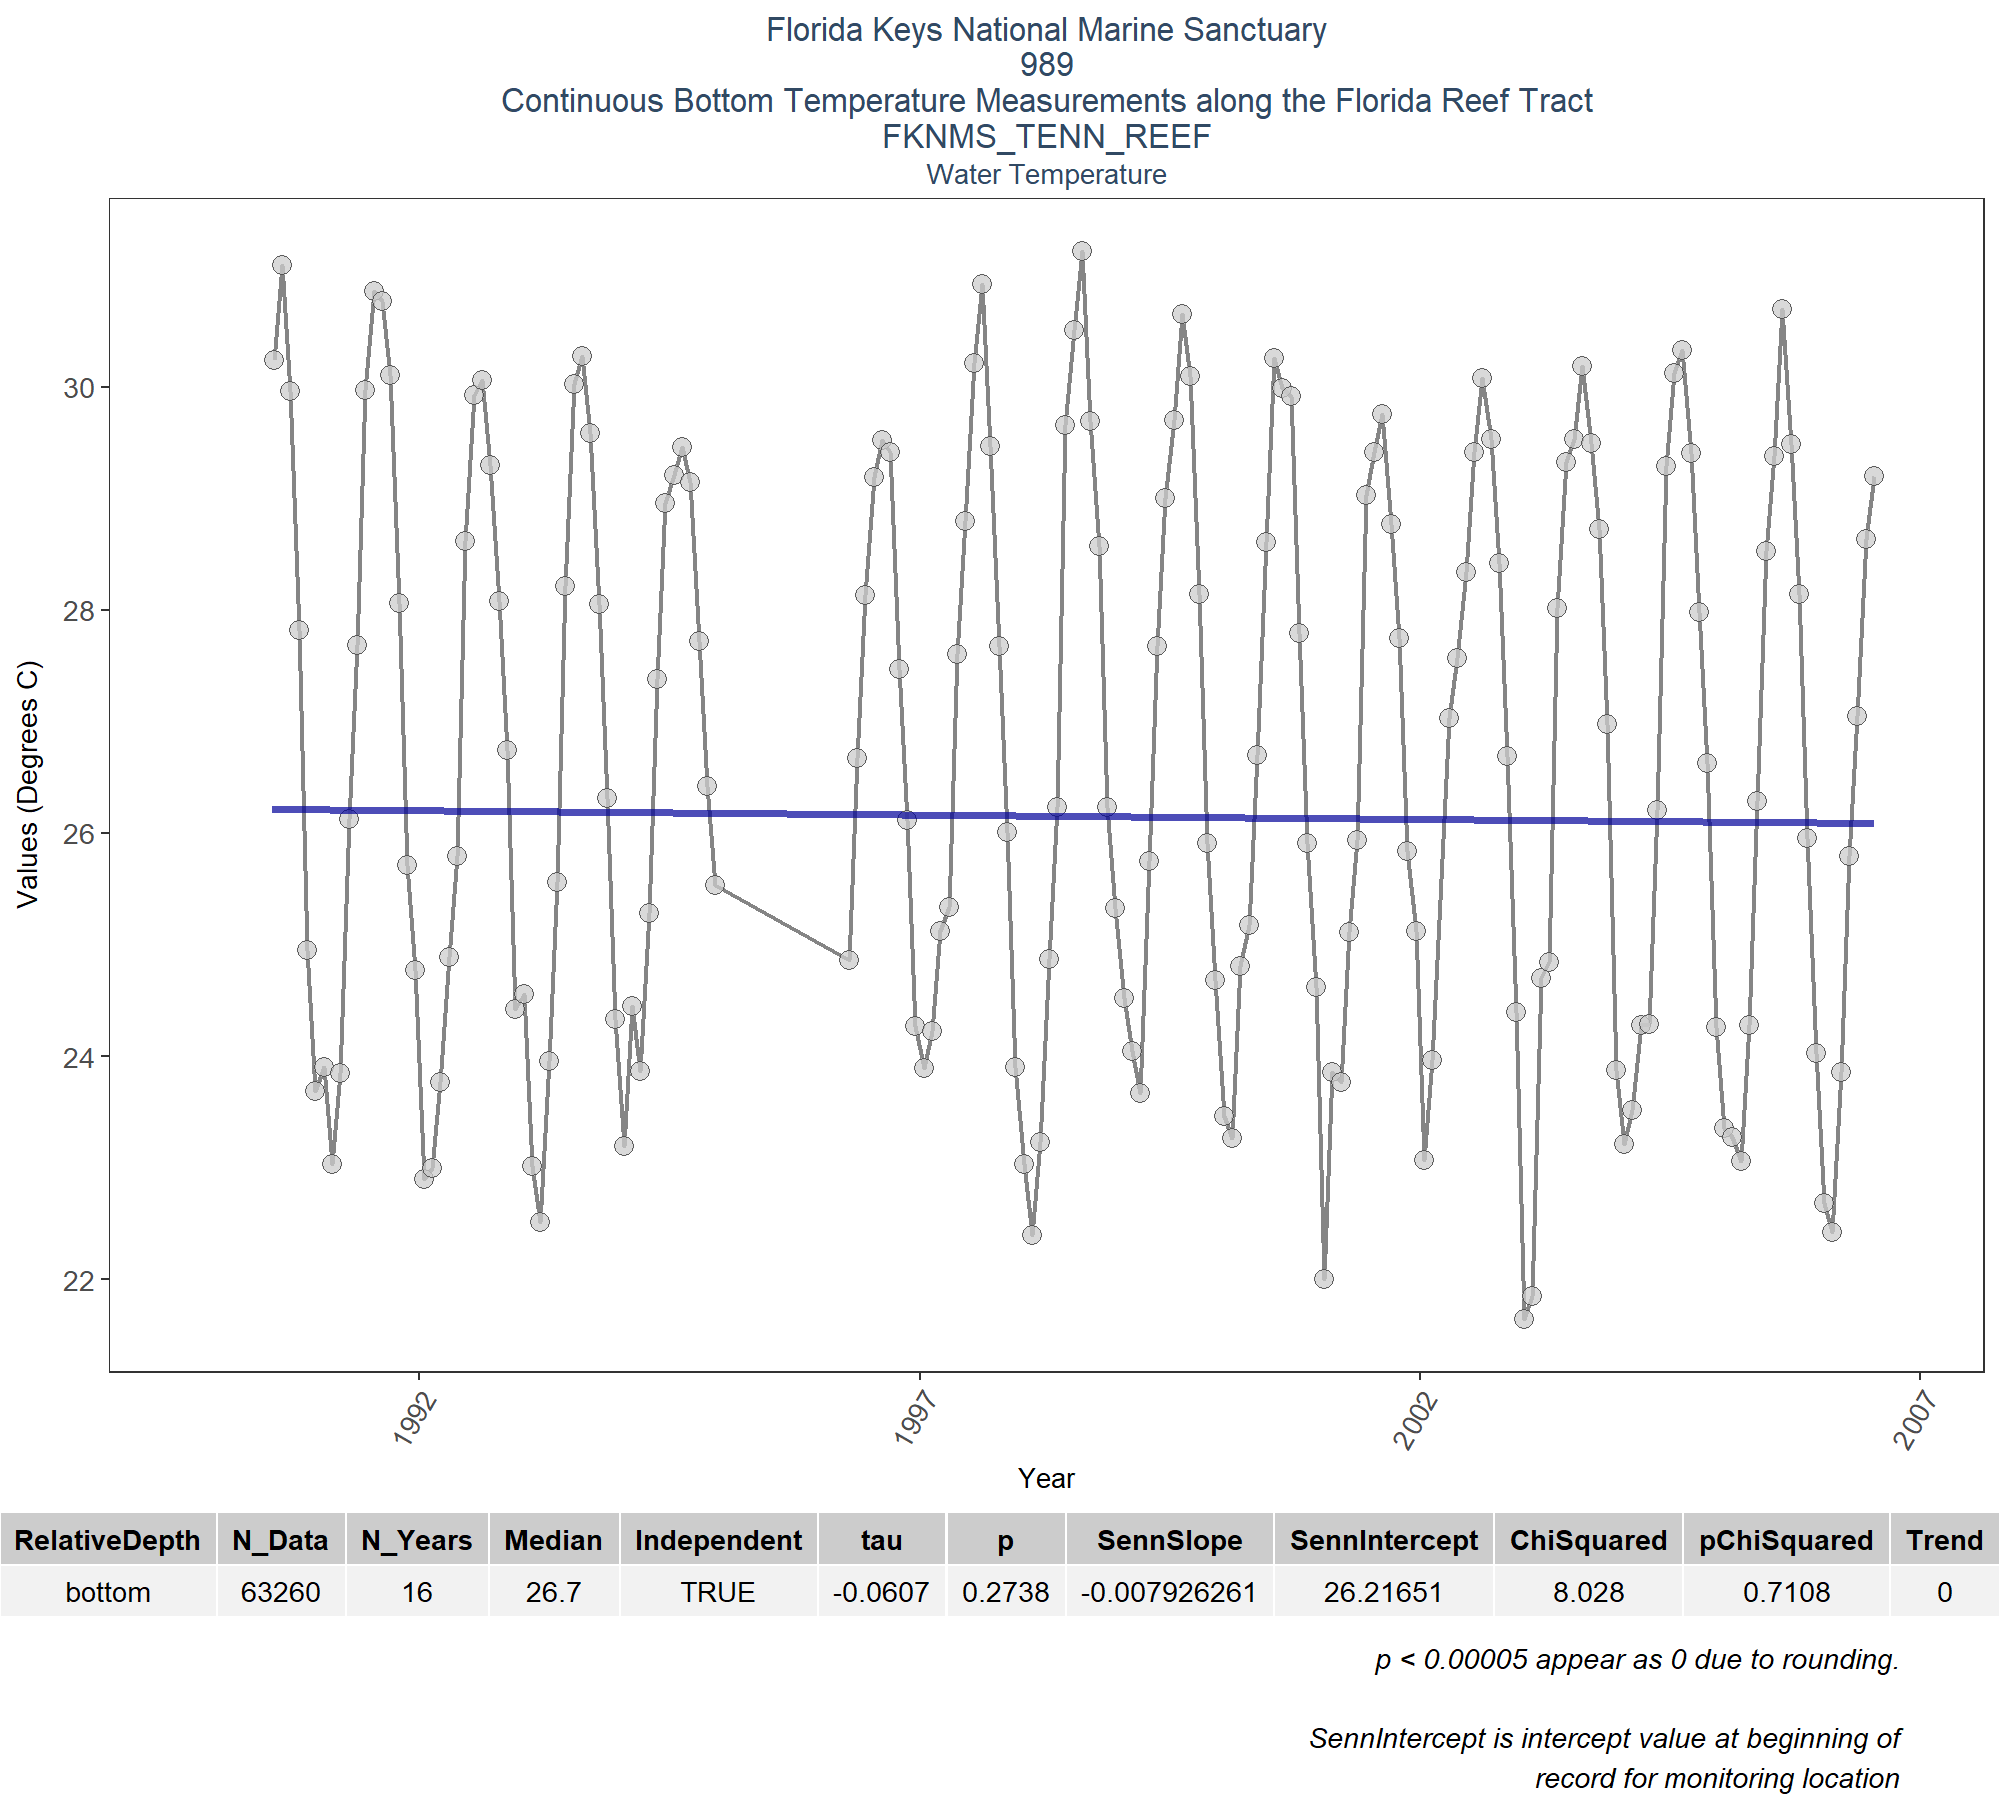 Florida Keys National Marine Sanctuary
989
Continuous Bottom Temperature Measurements along the Florida Reef Tract
FKNMS_TENN_REEF
Water Temperature
Values (Degrees C)
30
28
26
24
22
1992 1997 2002 2007
Year
RelativeDepth N_Data N_Years Median Independent tau p SennSlope SennIntercept ChiSquared pChiSquared Trend
bottom 63260 16 26.7 TRUE -0.0607 0.2738 -0.007926261 26.21651 8.028 0.7108 0
p < 0.00005 appear as 0 due to rounding.
SennIntercept is intercept value at beginning of
record for monitoring location